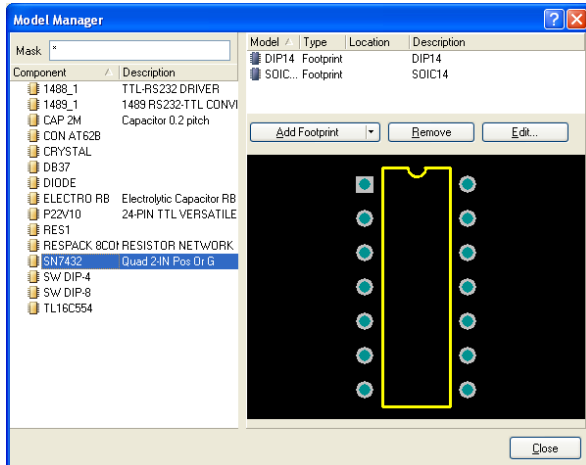 Model Manager
Mask *
Component Description
1488_1 TTL-RS232 DRIVER
1489_1 1489 RS232-TTL CONVI
CAP 2M Capacitor 0.2 pitch
CON AT62B
CRYSTAL
DB37
DIODE
ELECTRO RB Electrolytic Capacitor RB
P22V10 24-PIN TTL VERSATILE
RES1
RESPACK 8CON RESISTOR NETWORK
SN7432 Quad 2-IN Pos Or G
SW DIP-4
SW DIP-8
TL16C554
Model Type Location Description
DIP14 Footprint DIP14
SOIC... Footprint SOIC14
Add Footprint Remove Edit...
Close